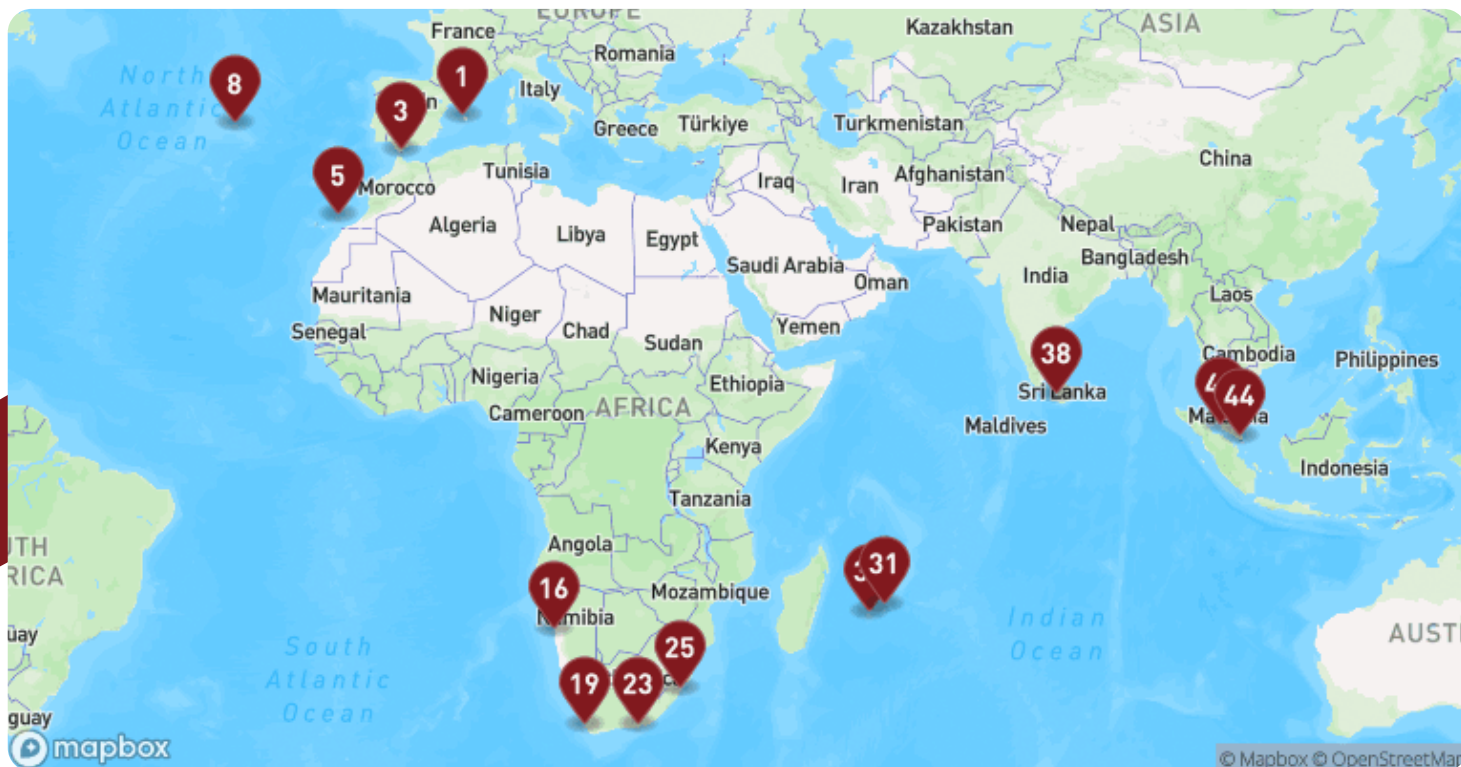 EUROPE
ASIA
Kazakhstan
France
Romania
North
Atlantic
Ocean
8
1
3
Italy
Greece
Türkiye
Turkmenistan
China
5
Morocco
Tunisia
Iraq
Iran
Afghanistan
Algeria
Libya
Egypt
Pakistan
Nepal
Bangladesh
Saudi Arabia
Oman
India
Laos
Mauritania
Niger
Chad
Yemen
Senegal
Sudan
38
Cambodia
Philippines
Nigeria
Ethiopia
Sri Lanka
44
Cameroon
AFRICA
Maldives
Kenya
Indonesia
Tanzania
Angola
31
16
Mozambique
Namibia
Indian
Ocean
25
South
Atlantic
Ocean
19
23
mapbox
© Mapbox © OpenStreetMap